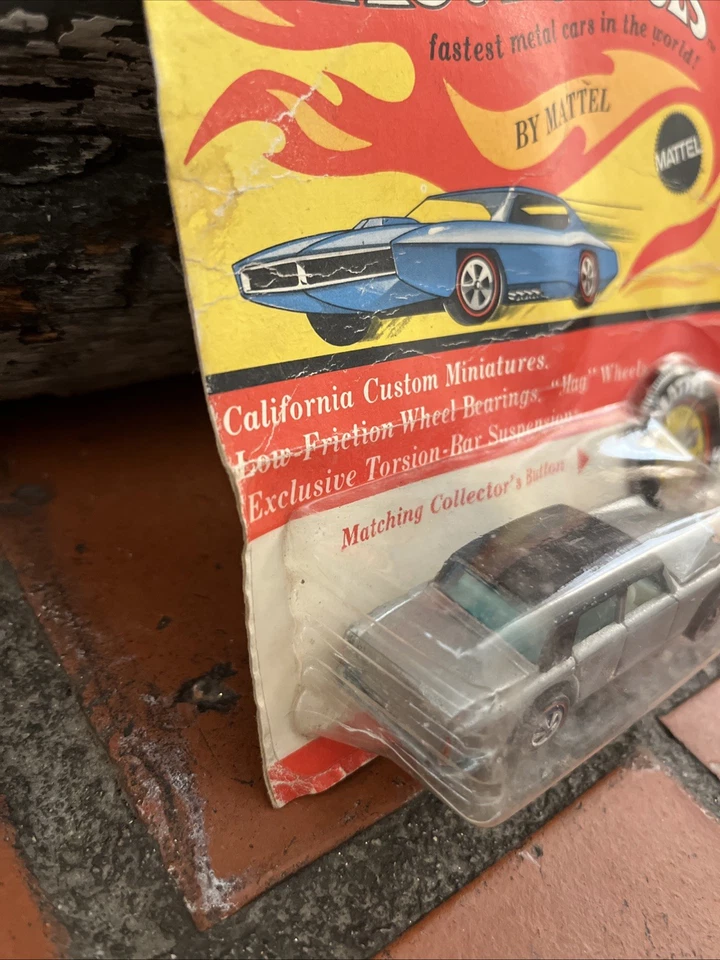 fastest metal cars in the world!
BY MATTEL
MATTEL
California Custom Miniatures.
Low-Friction Wheel Bearings. "Mag" Wheels
Exclusive Torsion-Bar Suspension
Matching Collector's Button